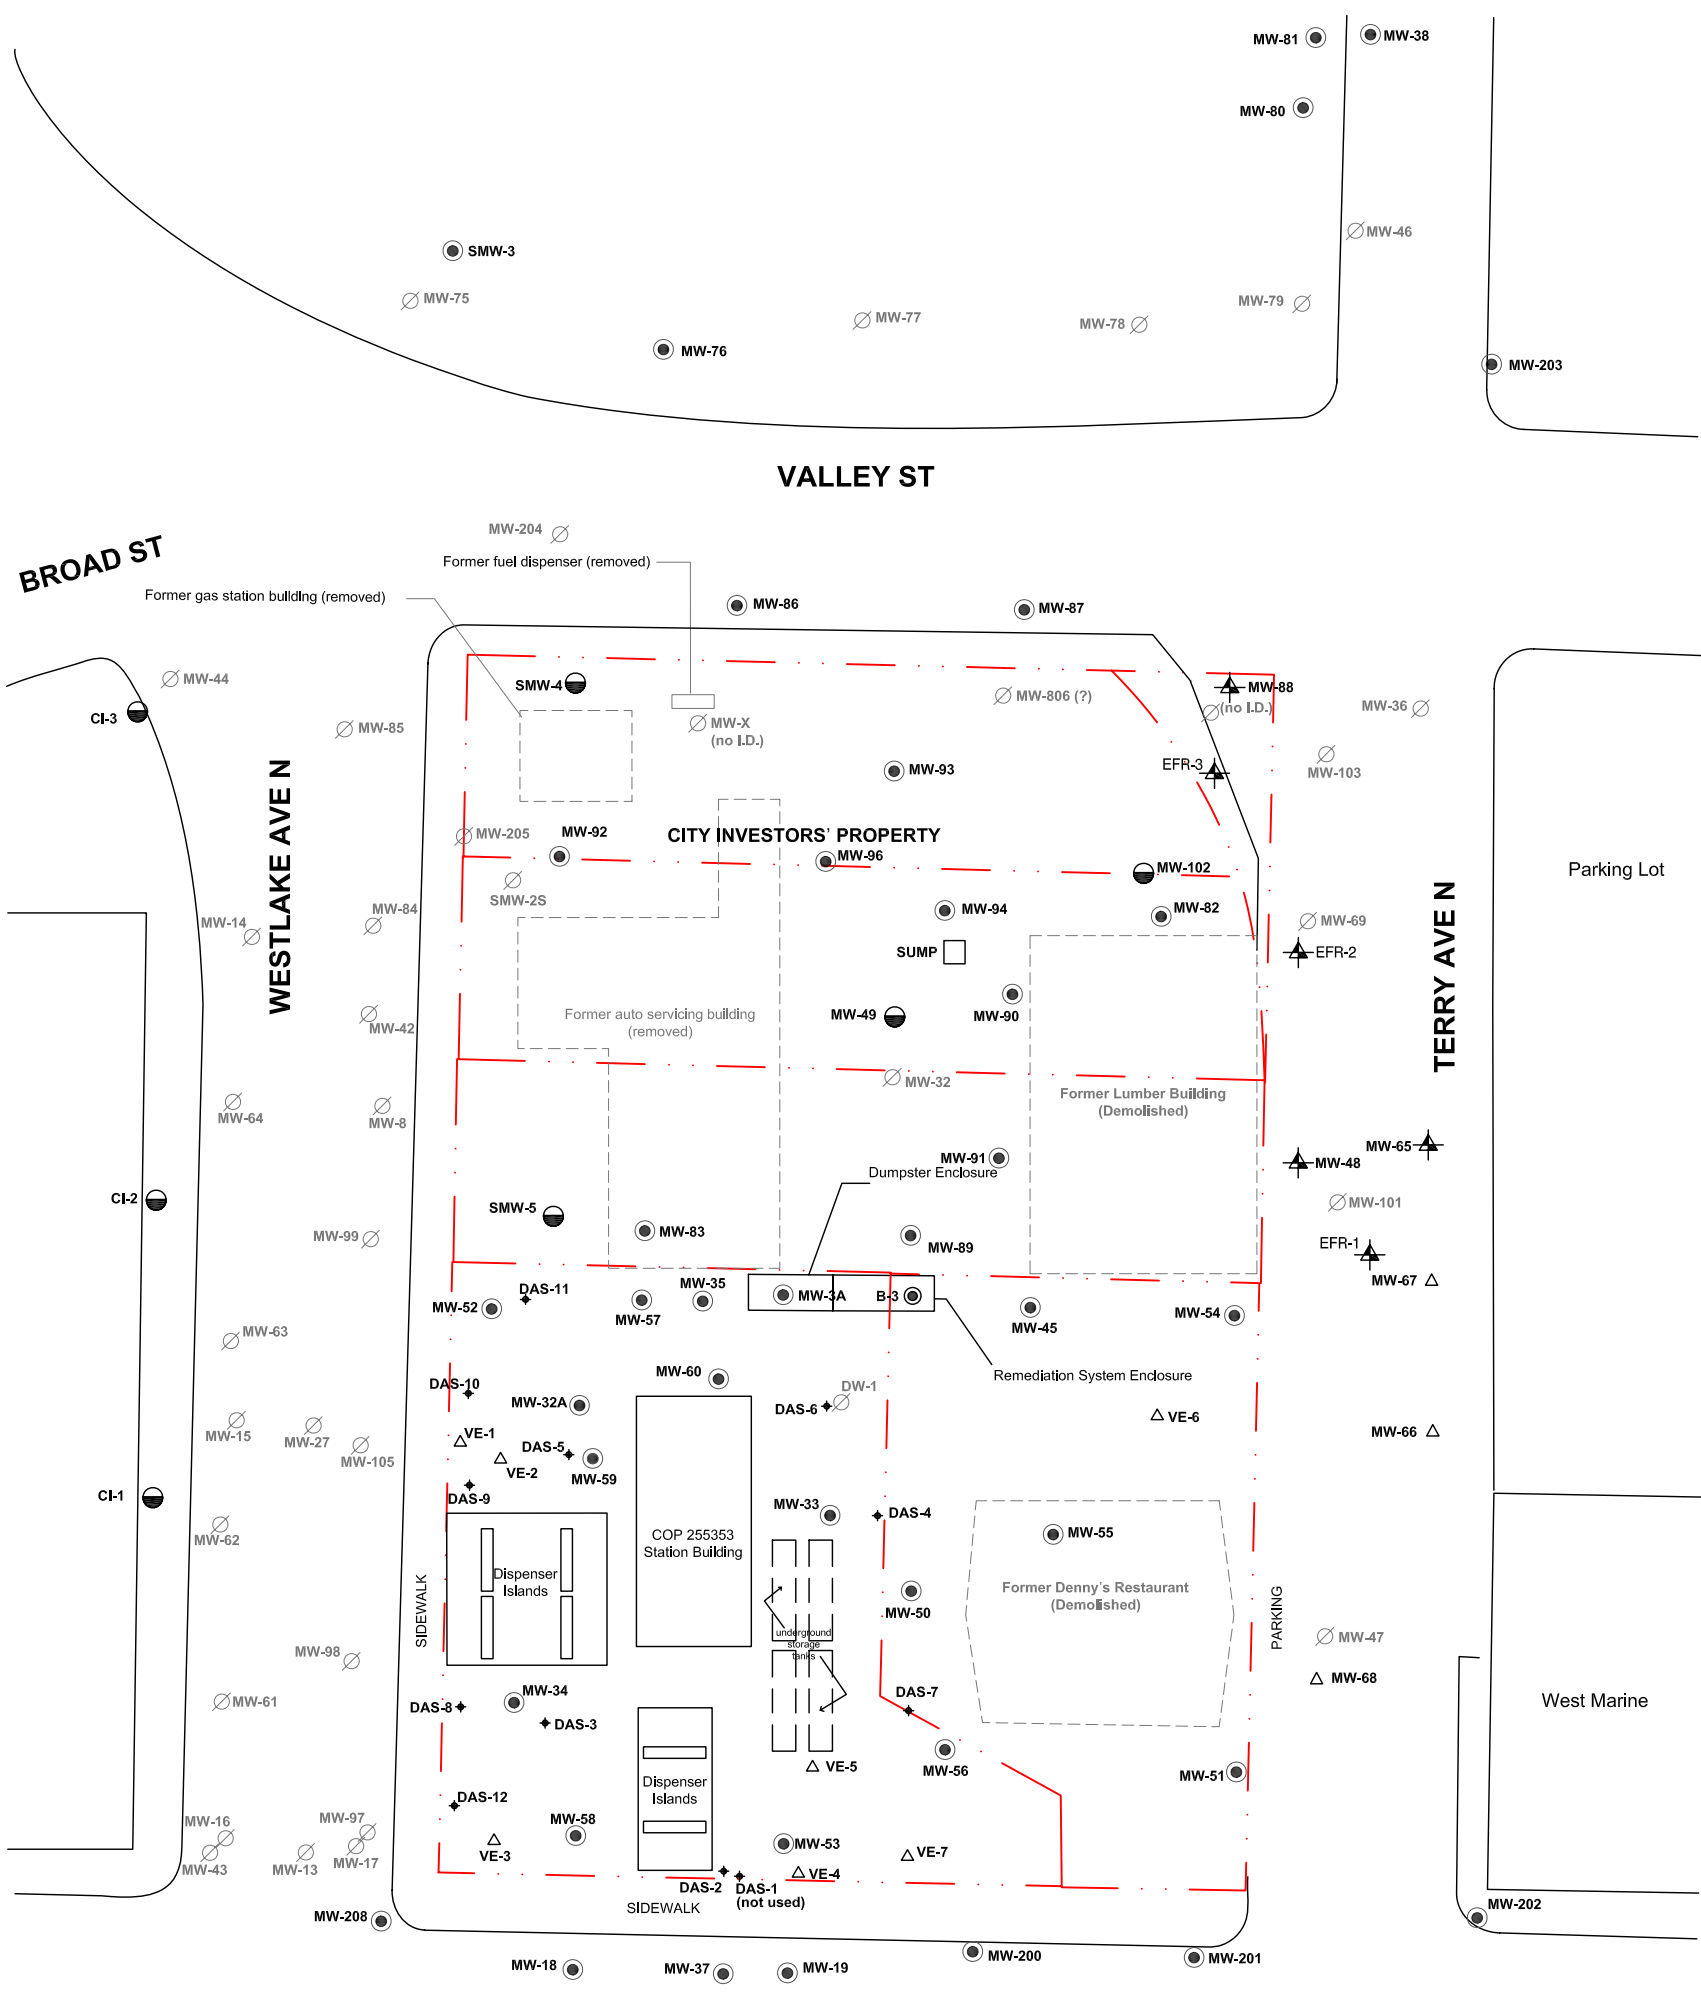 MW-81
MW-38
MW-80
MW-46
SMW-3
MW-75
MW-79
MW-77
MW-78
MW-76
MW-203
VALLEY ST
MW-204
BROAD ST
Former fuel dispenser (removed)
Former gas station building (removed)
MW-86
MW-87
MW-44
SMW-4
MW-88
MW-806 (?)
(no I.D.)
MW-36
CI-3
MW-85
MW-X
(no I.D.)
EFR-3
MW-103
MW-93
WESTLAKE AVE N
MW-205
MW-92
CITY INVESTORS' PROPERTY
MW-96
MW-102
Parking Lot
SMW-2S
MW-84
MW-14
MW-94
MW-82
MW-69
SUMP
EFR-2
TERRY AVE N
Former auto servicing building
(removed)
MW-49
MW-90
MW-42
MW-32
Former Lumber Building
(Demolished)
MW-64
MW-8
MW-65
MW-91
MW-48
Dumpster Enclosure
CI-2
SMW-5
MW-101
MW-99
MW-83
MW-89
EFR-1
MW-67
DAS-11
MW-35
MW-52
MW-57
MW-3A
B-3
MW-45
MW-54
MW-63
MW-60
Remediation System Enclosure
DAS-10
DW-1
MW-32A
DAS-6
VE-6
MW-15
MW-27
MW-105
VE-1
DAS-5
VE-2
MW-59
MW-66
CI-1
DAS-9
MW-33
DAS-4
MW-62
COP 255353
Station Building
MW-55
Dispenser
Islands
SIDEWALK
Former Denny's Restaurant
(Demolished)
MW-50
PARKING
underground
storage
tanks
MW-47
MW-98
MW-68
MW-61
MW-34
DAS-7
West Marine
DAS-8
DAS-3
MW-56
VE-5
MW-51
Dispenser
Islands
DAS-12
MW-16
MW-97
MW-58
MW-53
VE-7
MW-43
MW-13
MW-17
VE-3
DAS-2
DAS-1
(not used)
VE-4
SIDEWALK
MW-208
MW-202
MW-18
MW-37
MW-19
MW-200
MW-201